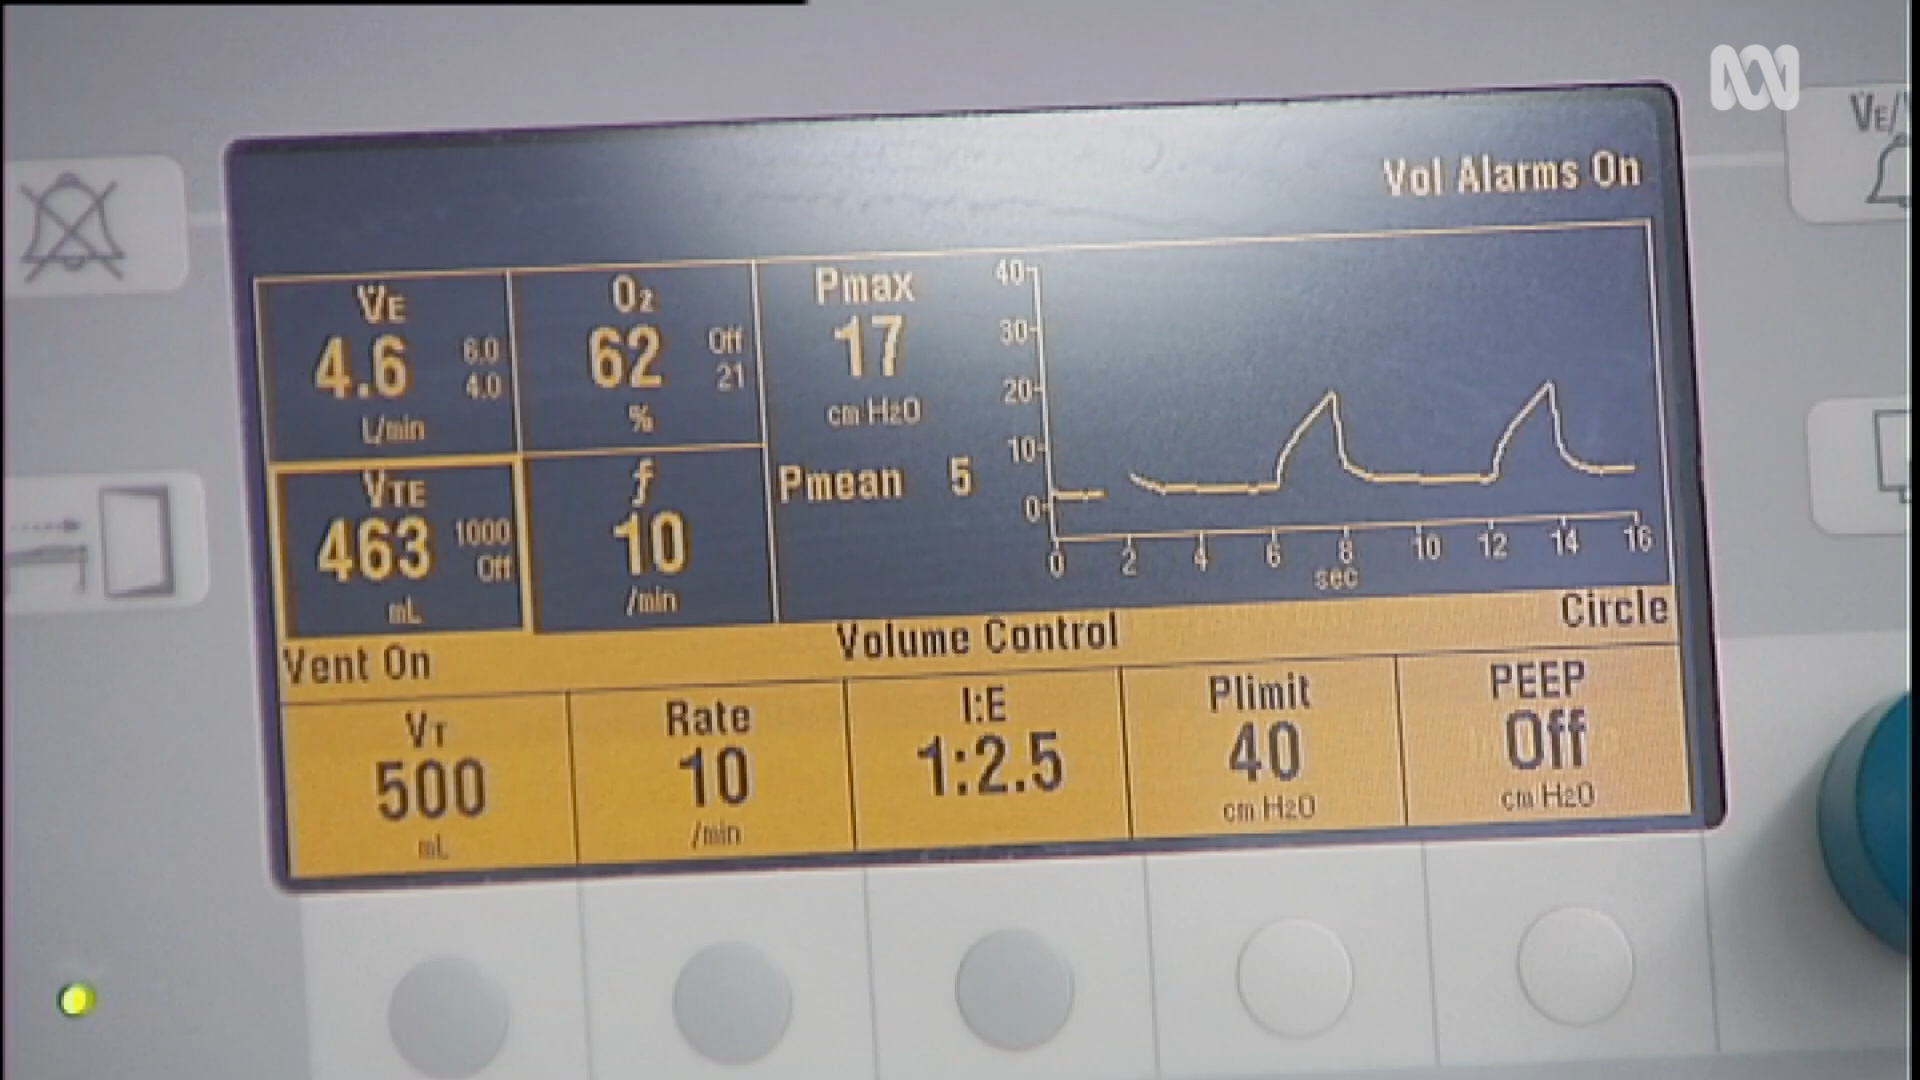 Vol Alarms On
V̇E/
V̇E
4.6
6.0
4.0
L/min
O2
62
Off
21
%
Pmax
17
cm H2O
Pmean 5
40
30
20
10
0
0 2 4 6 8 10 12 14 16
sec
VTE
463
1000
Off
mL
f
10
/min
Vent On
Volume Control
Circle
VT
500
mL
Rate
10
/min
I:E
1:2.5
Plimit
40
cm H2O
PEEP
Off
cm H2O